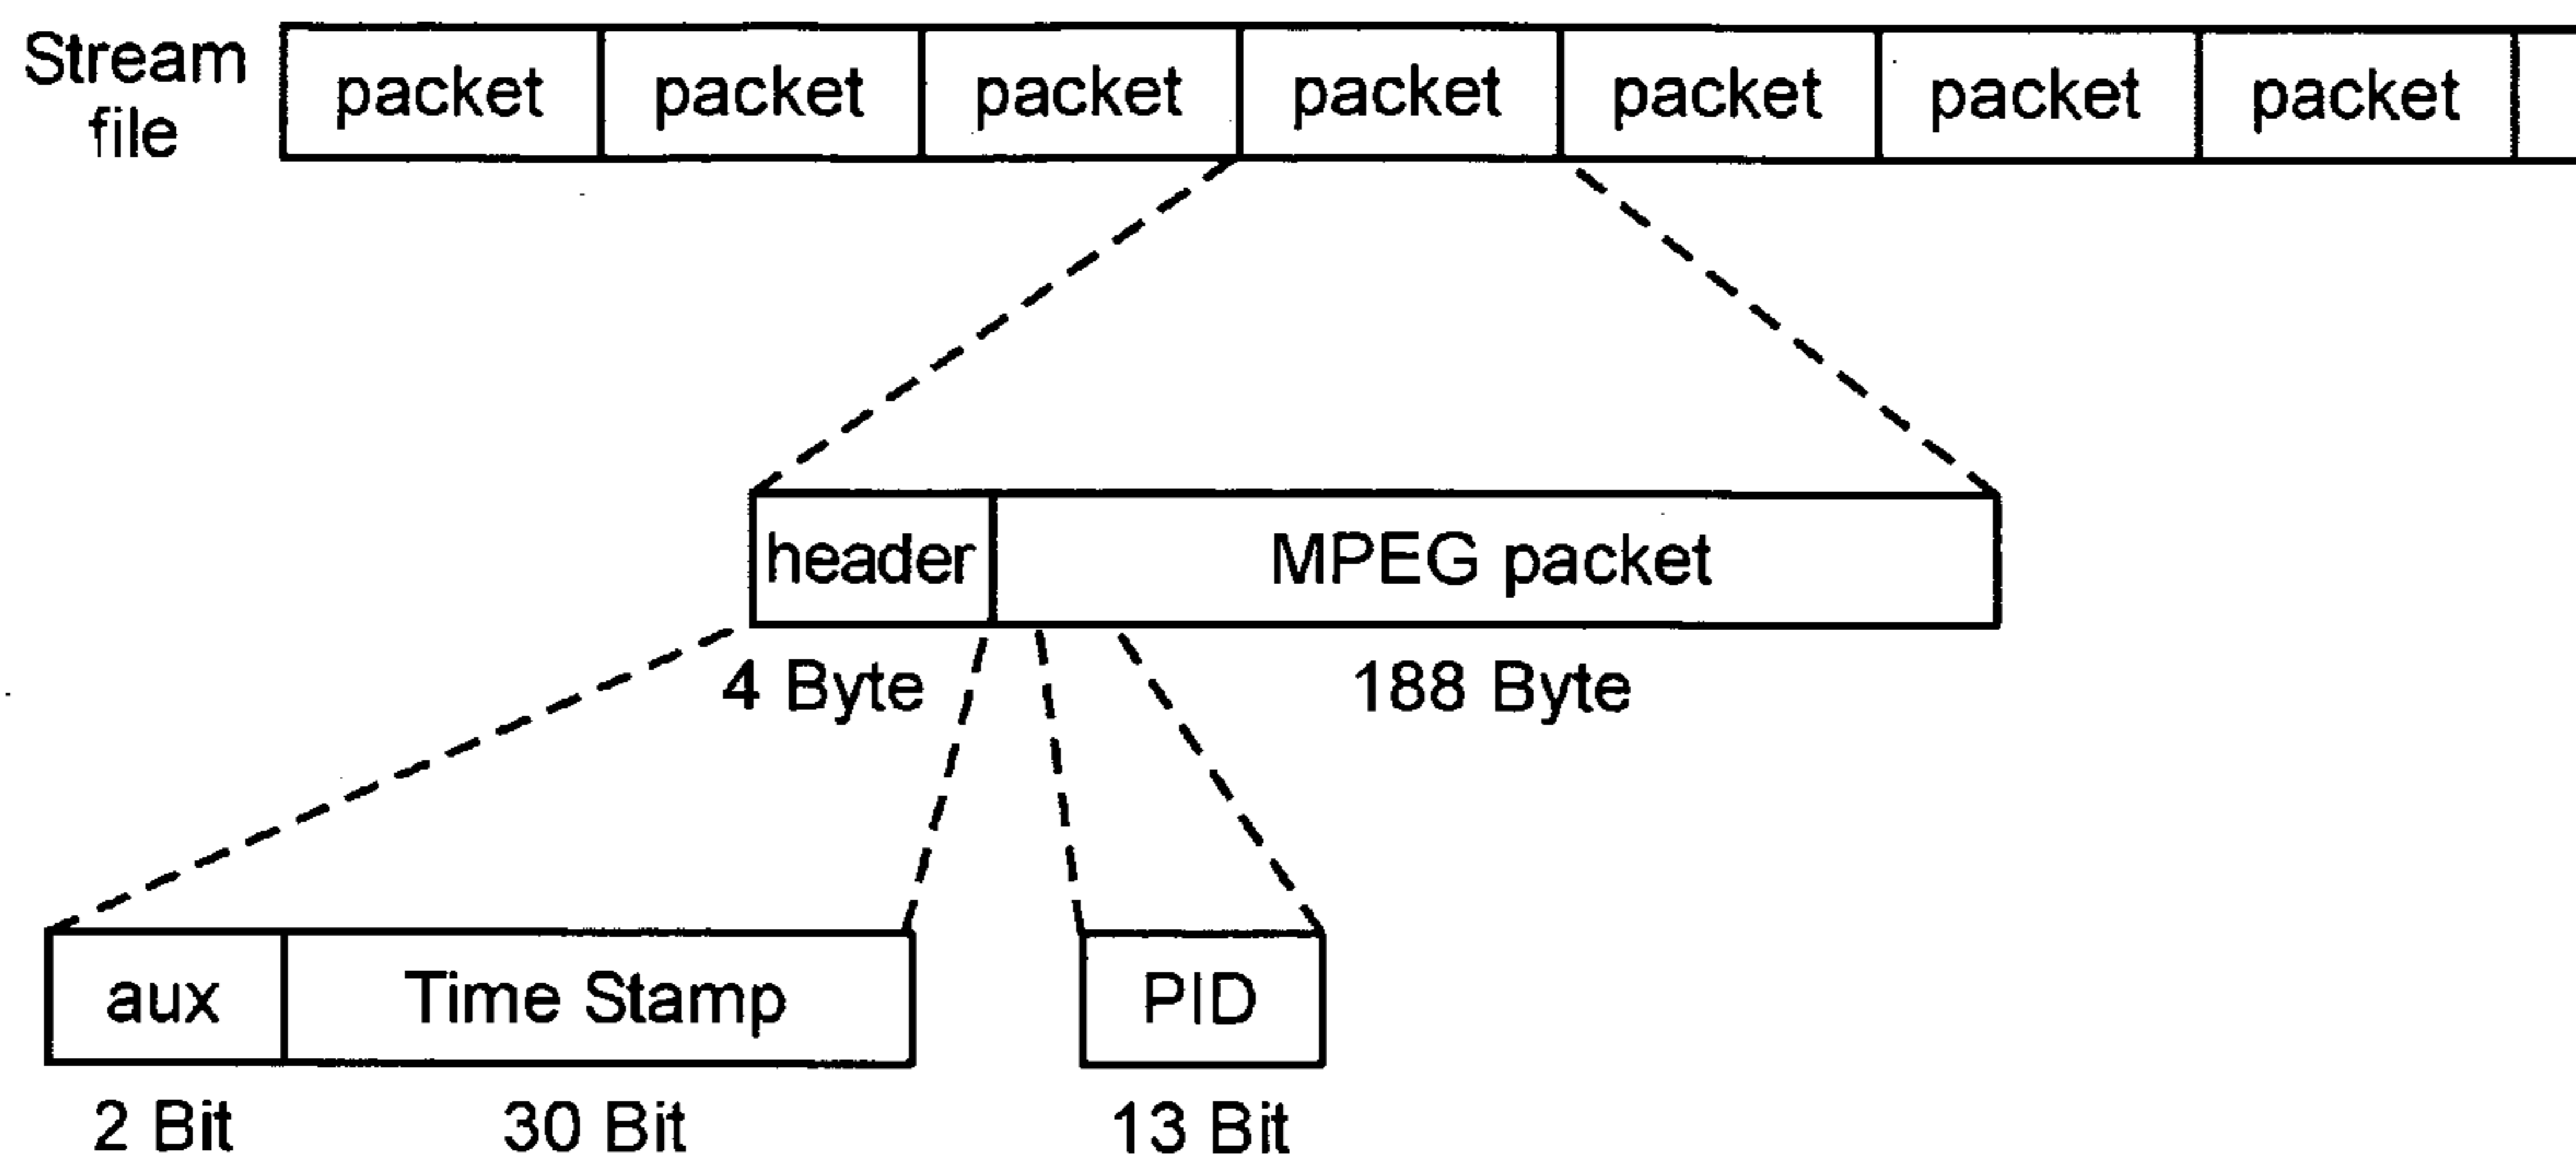 Stream
file
packet packet packet packet packet packet packet
header MPEG packet
4 Byte 188 Byte
aux Time Stamp PID
2 Bit 30 Bit 13 Bit